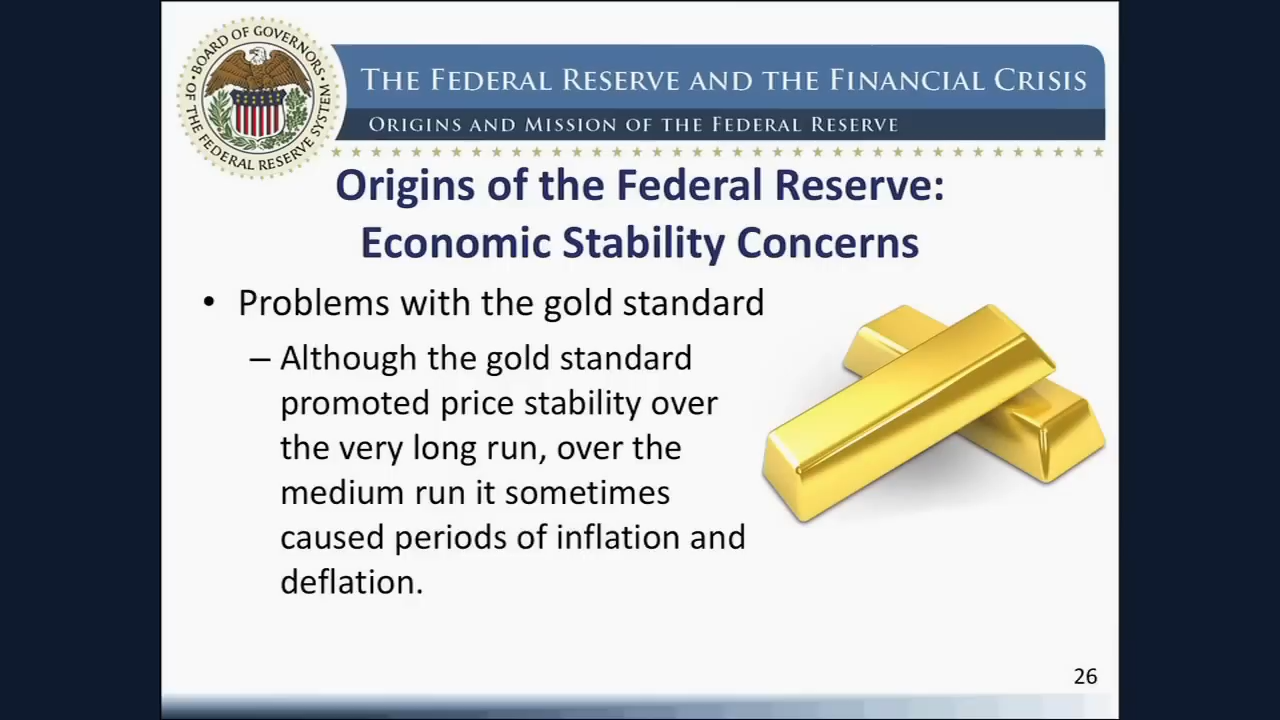 BOARD OF GOVERNORS
OF THE FEDERAL RESERVE SYSTEM
THE FEDERAL RESERVE AND THE FINANCIAL CRISIS
ORIGINS AND MISSION OF THE FEDERAL RESERVE
Origins of the Federal Reserve:
Economic Stability Concerns
• Problems with the gold standard
– Although the gold standard
promoted price stability over
the very long run, over the
medium run it sometimes
caused periods of inflation and
deflation.
26